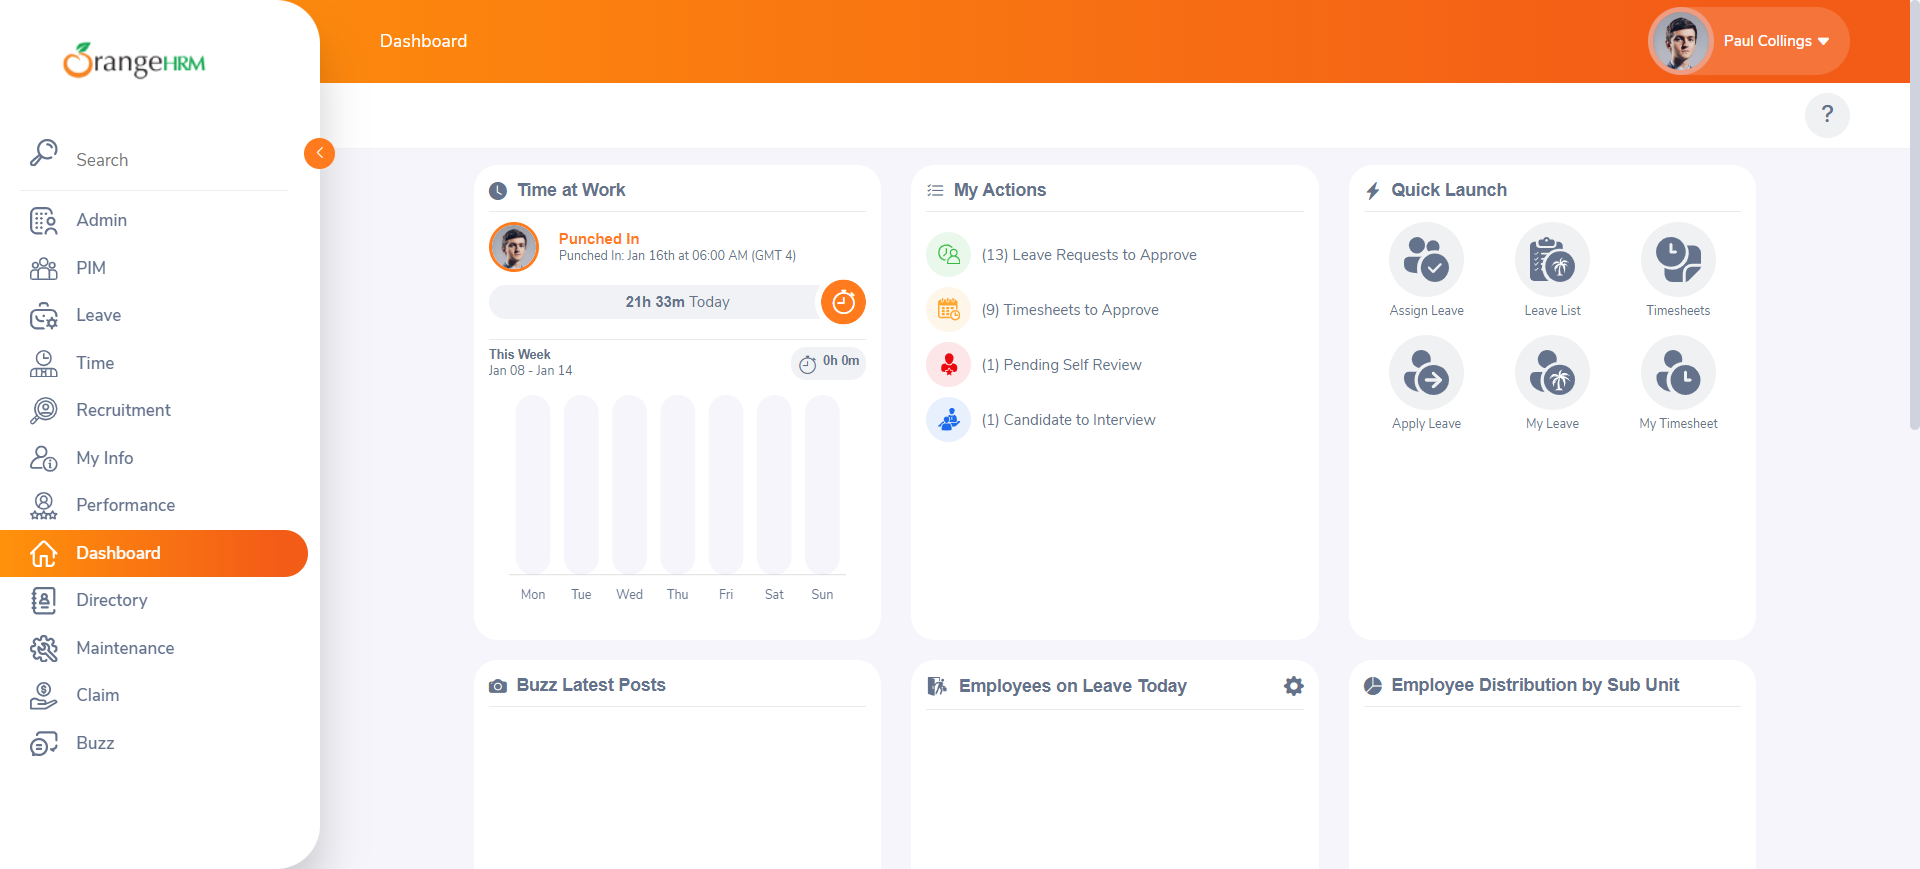 OrangeHRM
Dashboard
Paul Collings
?
Search
Admin
PIM
Leave
Time
Recruitment
My Info
Performance
Dashboard
Directory
Maintenance
Claim
Buzz
Time at Work
Punched In
Punched In: Jan 16th at 06:00 AM (GMT 4)
21h 33m Today
This Week
Jan 08 - Jan 14
0h 0m
Mon Tue Wed Thu Fri Sat Sun
My Actions
(13) Leave Requests to Approve
(9) Timesheets to Approve
(1) Pending Self Review
(1) Candidate to Interview
Quick Launch
Assign Leave Leave List Timesheets
Apply Leave My Leave My Timesheet
Buzz Latest Posts
Employees on Leave Today
Employee Distribution by Sub Unit